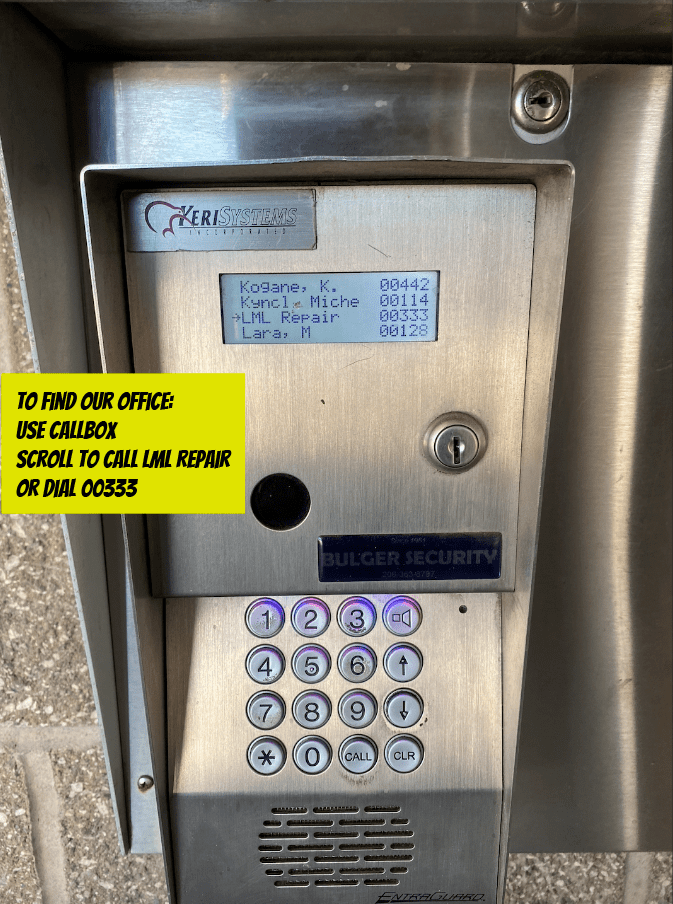 KERISYSTEMS
INCORPORATED
Kogane, K. 00442
Kyncl, Miche 00114
→LML Repair 00333
Lara, M 00128
TO FIND OUR OFFICE:
USE CALLBOX
SCROLL TO CALL LML REPAIR
OR DIAL 00333
BULGER SECURITY
1 2 3
4 5 6 ↑
7 8 9 ↓
* 0 CALL CLR
ENTRAGUARD